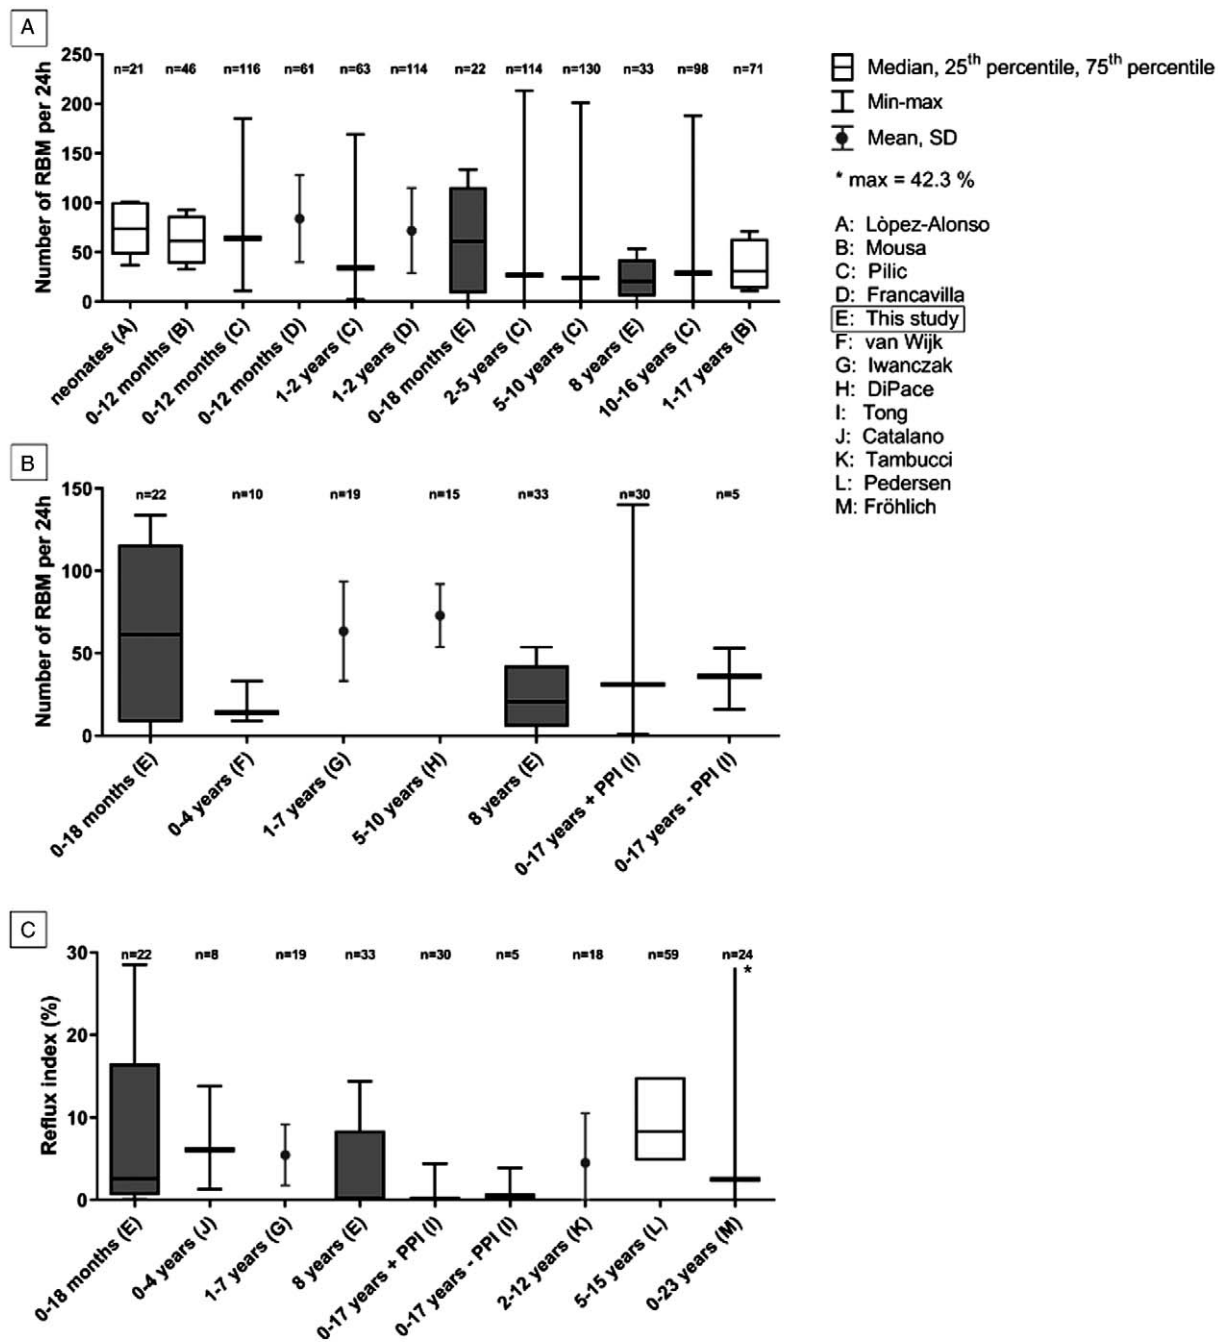 A
250
200
150
100
50
0
Number of RBM per 24h
n=21 n=46 n=116 n=61 n=63 n=114 n=22 n=114 n=130 n=33 n=98 n=71
neonates (A)
0-12 months (B)
0-12 months (C)
0-12 months (D)
1-2 years (C)
1-2 years (D)
0-18 months (E)
2-5 years (C)
5-10 years (C)
8 years (E)
10-16 years (C)
1-17 years (B)
Median, 25th percentile, 75th percentile
Min-max
Mean, SD
* max = 42.3 %
A: Lòpez-Alonso
B: Mousa
C: Pilic
D: Francavilla
E: This study
F: van Wijk
G: Iwanczak
H: DiPace
I: Tong
J: Catalano
K: Tambucci
L: Pedersen
M: Fröhlich
B
150
100
50
0
Number of RBM per 24h
n=22 n=10 n=19 n=15 n=33 n=30 n=5
0-18 months (E)
0-4 years (F)
1-7 years (G)
5-10 years (H)
8 years (E)
0-17 years + PPI (I)
0-17 years - PPI (I)
C
30
20
10
0
Reflux index (%)
n=22 n=8 n=19 n=33 n=30 n=5 n=18 n=59 n=24
*
0-18 months (E)
0-4 years (J)
1-7 years (G)
8 years (E)
0-17 years + PPI (I)
0-17 years - PPI (I)
2-12 years (K)
5-15 years (L)
0-23 years (M)